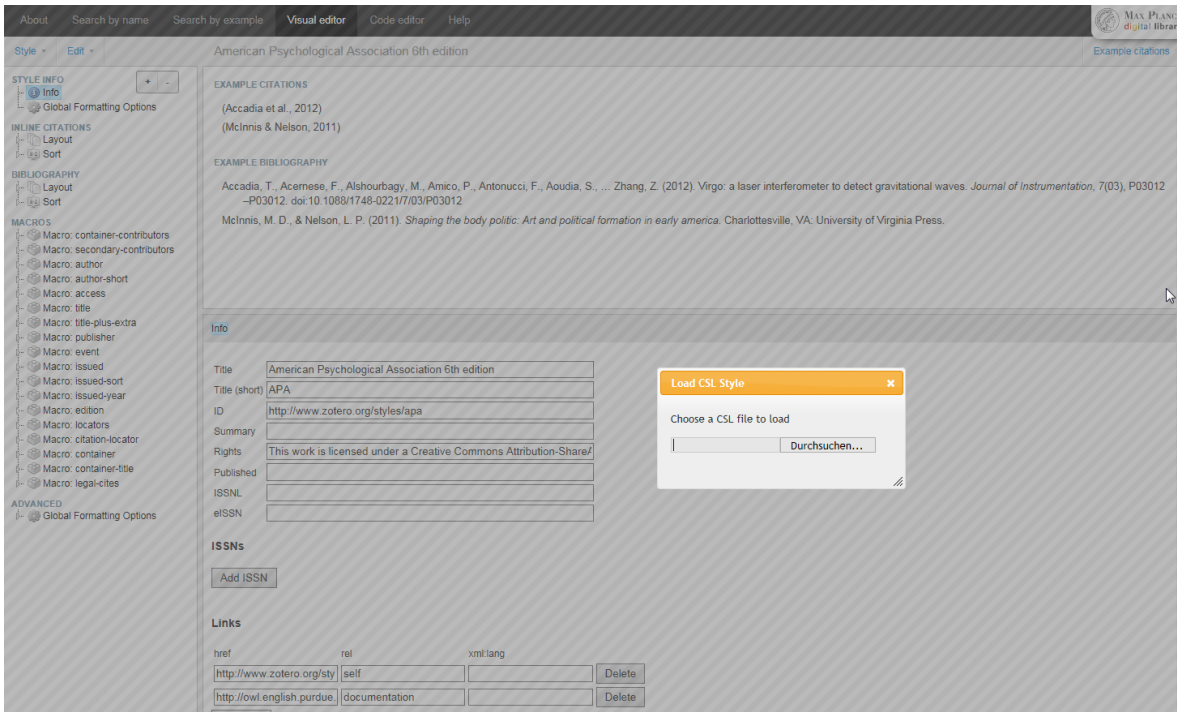 About Search by name Search by example Visual editor Code editor Help
MAX PLANC
digital librar
Style Edit American Psychological Association 6th edition Example citations
STYLE INFO + -
Info
Global Formatting Options
INLINE CITATIONS
Layout
Sort
BIBLIOGRAPHY
Layout
Sort
MACROS
Macro: container-contributors
Macro: secondary-contributors
Macro: author
Macro: author-short
Macro: access
Macro: title
Macro: title-plus-extra
Macro: publisher
Macro: event
Macro: issued
Macro: issued-sort
Macro: issued-year
Macro: edition
Macro: locators
Macro: citation-locator
Macro: container
Macro: container-title
Macro: legal-cites
ADVANCED
Global Formatting Options
EXAMPLE CITATIONS
(Accadia et al., 2012)
(McInnis & Nelson, 2011)
EXAMPLE BIBLIOGRAPHY
Accadia, T., Acernese, F., Alshourbagy, M., Amico, P., Antonucci, F., Aoudia, S., … Zhang, Z. (2012). Virgo: a laser interferometer to detect gravitational waves. Journal of Instrumentation, 7(03), P03012
–P03012. doi:10.1088/1748-0221/7/03/P03012
McInnis, M. D., & Nelson, L. P. (2011). Shaping the body politic: Art and political formation in early america. Charlottesville, VA: University of Virginia Press.
Info
Title American Psychological Association 6th edition
Title (short) APA
ID http://www.zotero.org/styles/apa
Summary
Rights This work is licensed under a Creative Commons Attribution-ShareA
Published
ISSNL
eISSN
ISSNs
Add ISSN
Links
href rel xml:lang
http://www.zotero.org/sty self Delete
http://owl.english.purdue. documentation Delete
Load CSL Style
Choose a CSL file to load
Durchsuchen...